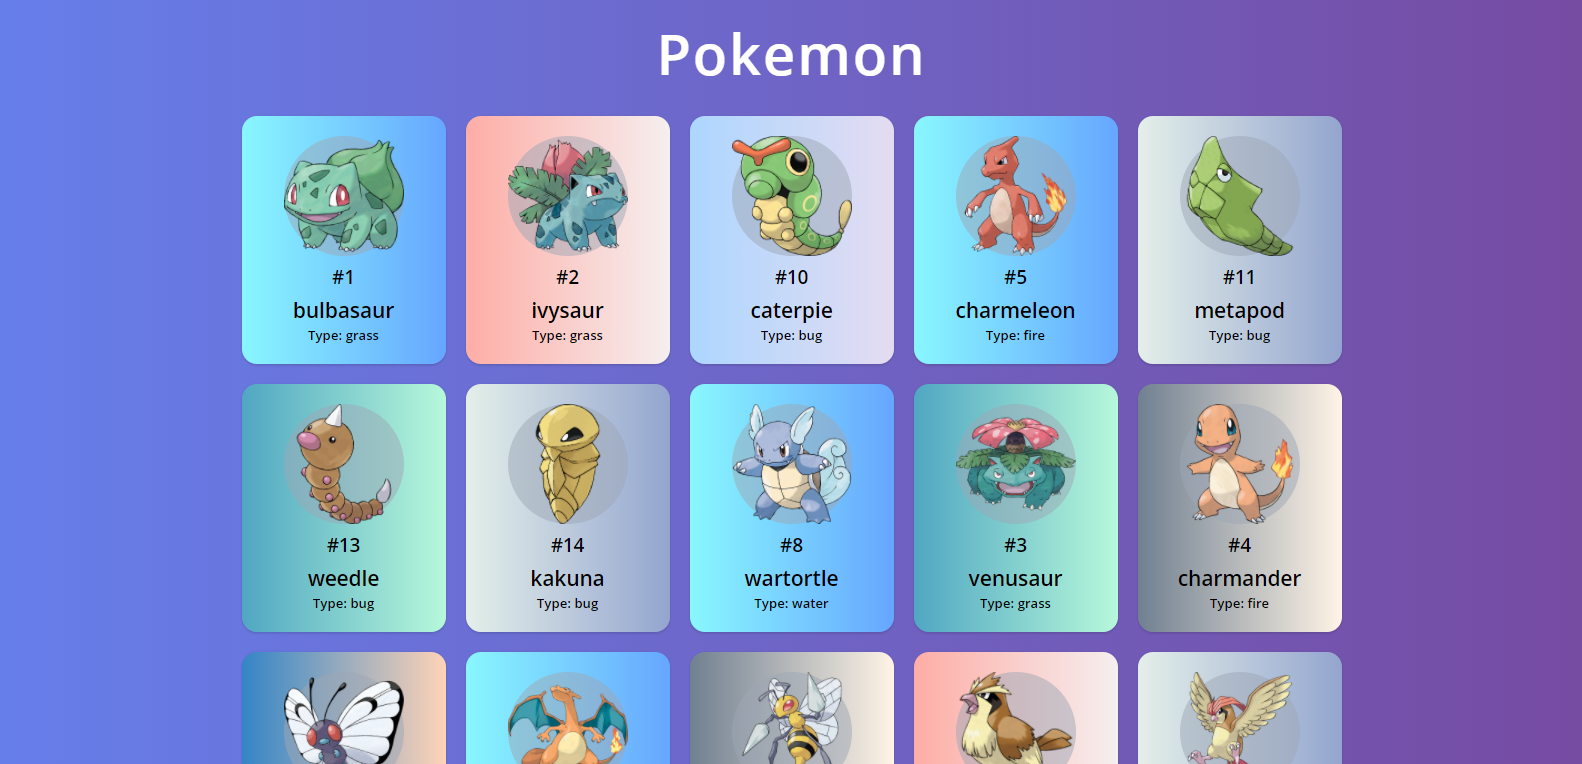 Pokemon
#1
bulbasaur
Type: grass
#2
ivysaur
Type: grass
#10
caterpie
Type: bug
#5
charmeleon
Type: fire
#11
metapod
Type: bug
#13
weedle
Type: bug
#14
kakuna
Type: bug
#8
wartortle
Type: water
#3
venusaur
Type: grass
#4
charmander
Type: fire